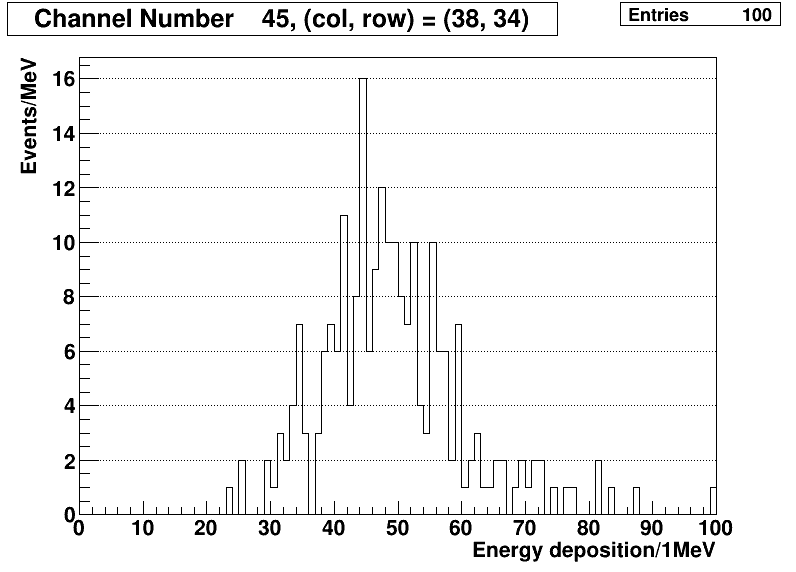 Channel Number 45, (col, row) = (38, 34)
Entries 100
Events/MeV
16
14
12
10
8
6
4
2
0
0 10 20 30 40 50 60 70 80 90 100
Energy deposition/1MeV